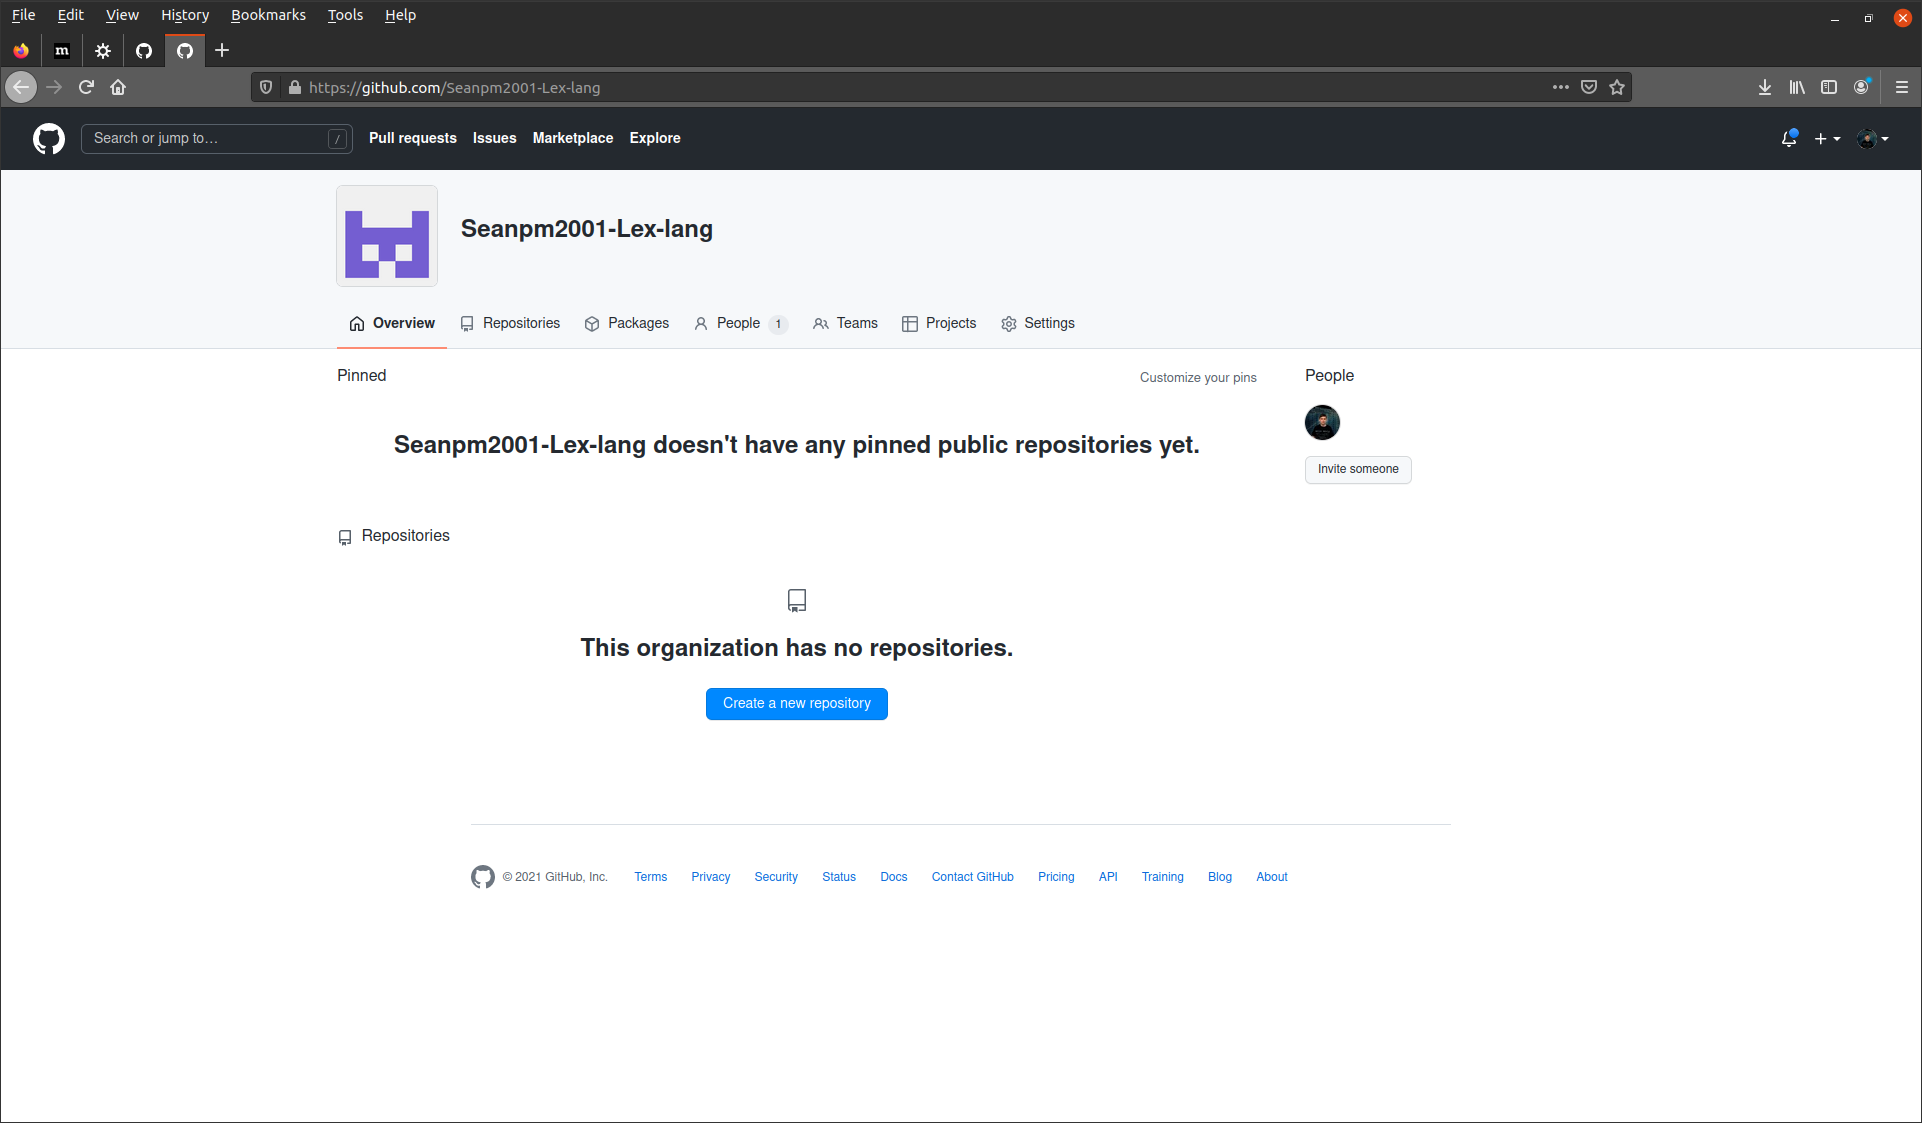 File Edit View History Bookmarks Tools Help
m
https://github.com/Seanpm2001-Lex-lang
Search or jump to… / Pull requests Issues Marketplace Explore
Seanpm2001-Lex-lang
Overview Repositories Packages People 1 Teams Projects Settings
Pinned Customize your pins People
Seanpm2001-Lex-lang doesn't have any pinned public repositories yet.
Invite someone
Repositories
This organization has no repositories.
Create a new repository
© 2021 GitHub, Inc. Terms Privacy Security Status Docs Contact GitHub Pricing API Training Blog About